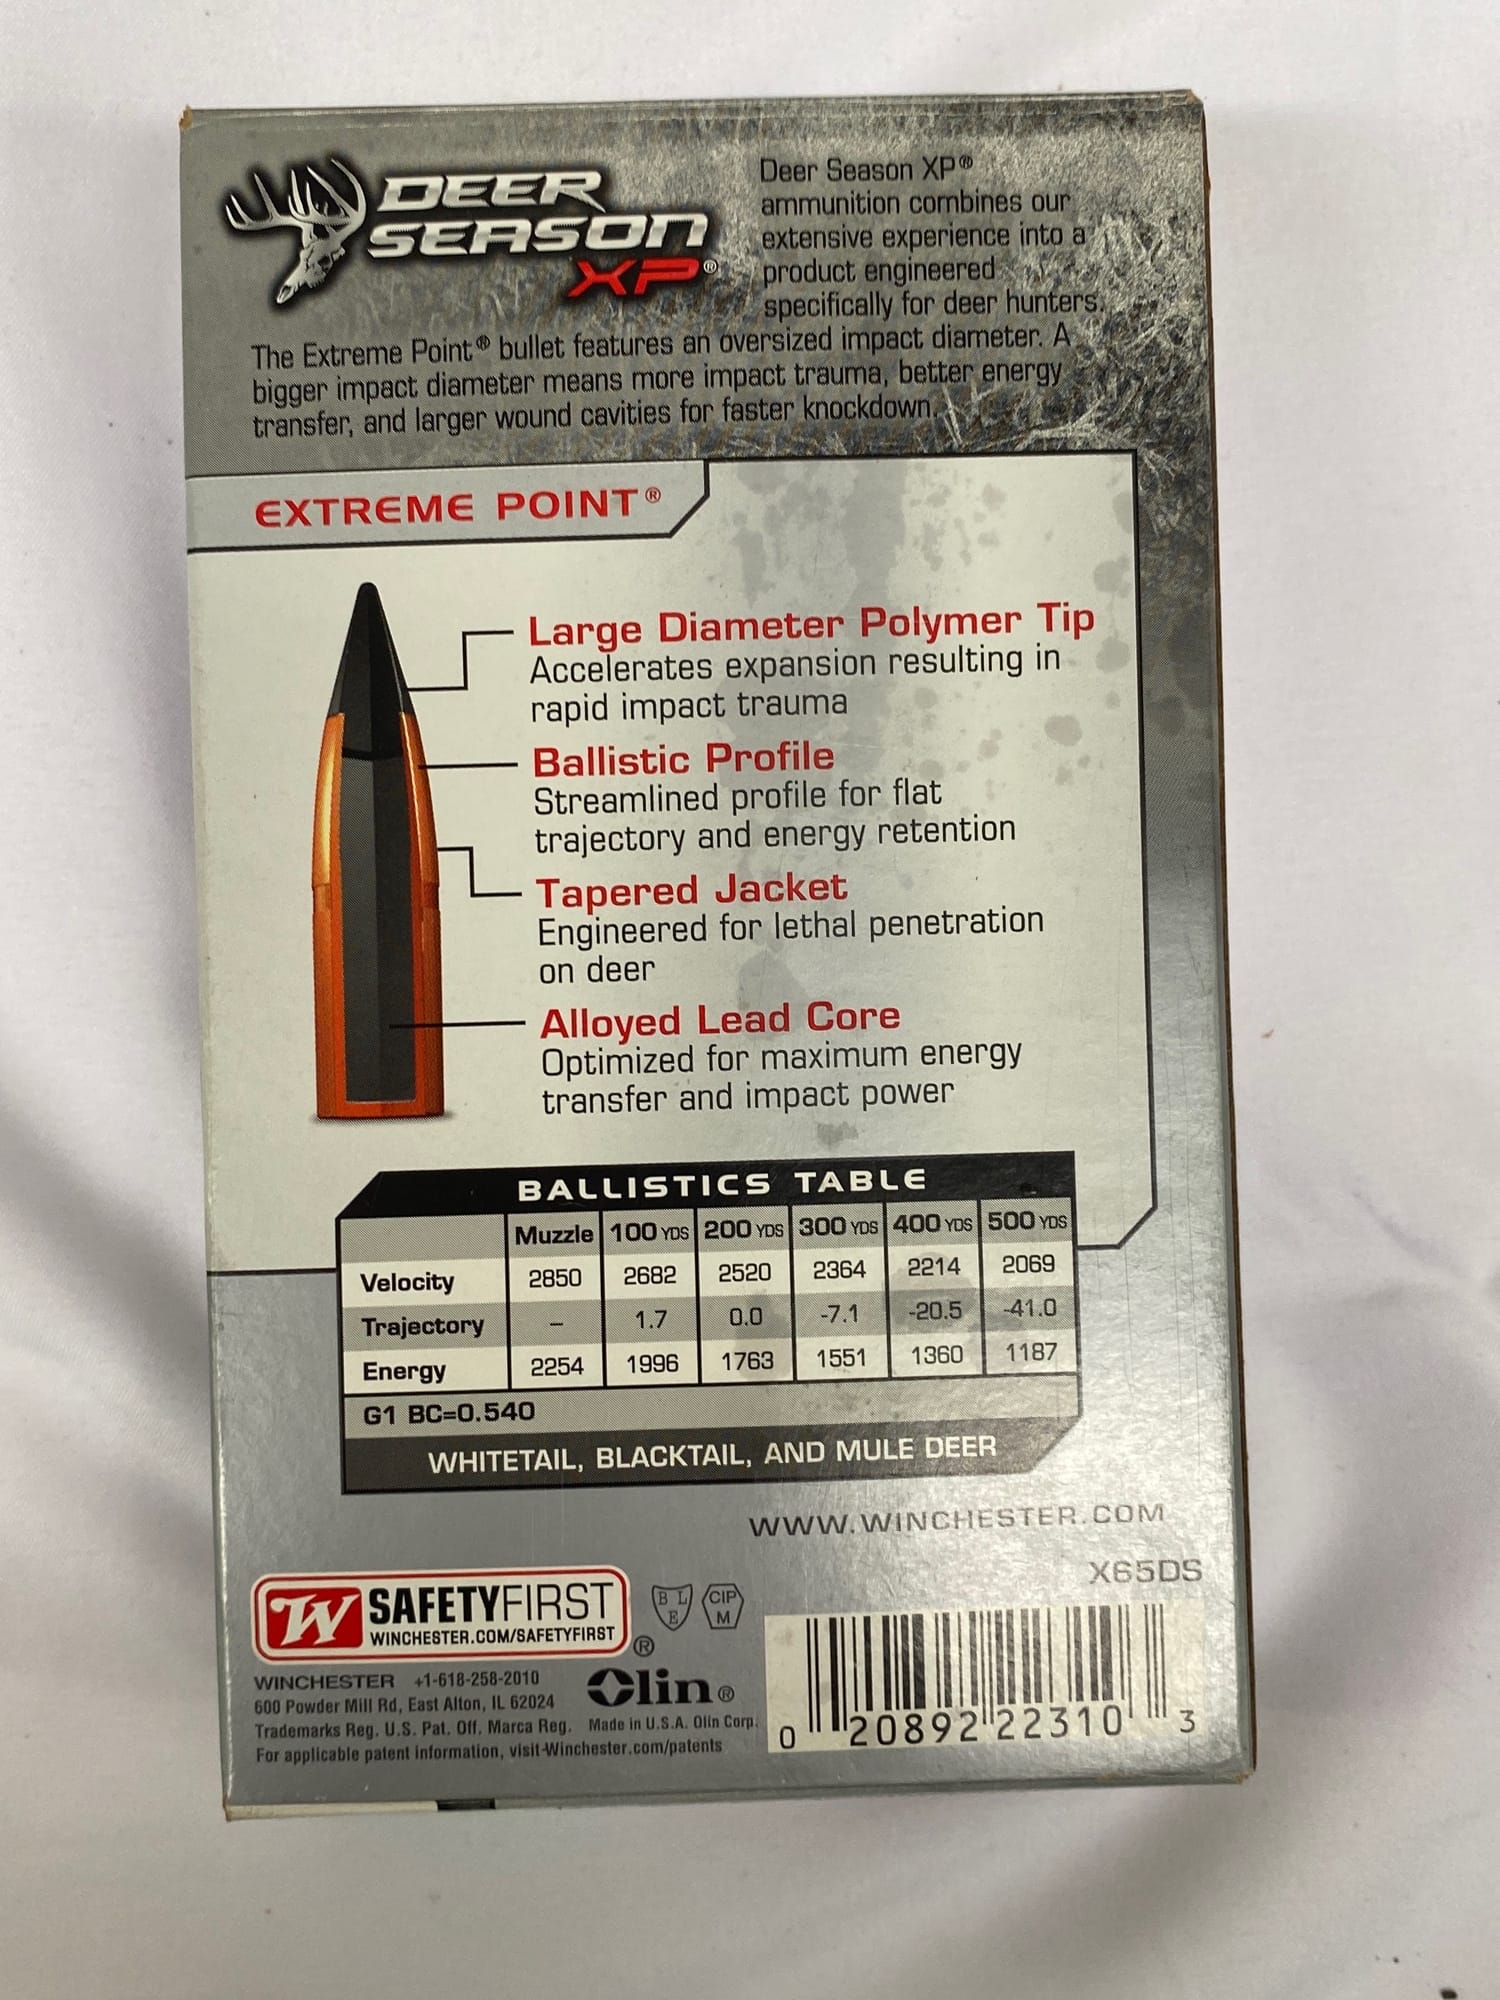 DEER
SEASON
XP®
Deer Season XP®
ammunition combines our
extensive experience into a
product engineered
specifically for deer hunters.
The Extreme Point® bullet features an oversized impact diameter. A
bigger impact diameter means more impact trauma, better energy
transfer, and larger wound cavities for faster knockdown.
EXTREME POINT®
Large Diameter Polymer Tip
Accelerates expansion resulting in
rapid impact trauma
Ballistic Profile
Streamlined profile for flat
trajectory and energy retention
Tapered Jacket
Engineered for lethal penetration
on deer
Alloyed Lead Core
Optimized for maximum energy
transfer and impact power
BALLISTICS TABLE
Muzzle 100 YDS 200 YDS 300 YDS 400 YDS 500 YDS
Velocity 2850 2682 2520 2364 2214 2069
Trajectory – 1.7 0.0 -7.1 -20.5 -41.0
Energy 2254 1996 1763 1551 1360 1187
G1 BC=0.540
WHITETAIL, BLACKTAIL, AND MULE DEER
WWW.WINCHESTER.COM
X65DS
W SAFETYFIRST
WINCHESTER.COM/SAFETYFIRST
®
B L
E
CIP
M
WINCHESTER +1-618-258-2010
600 Powder Mill Rd, East Alton, IL 62024
Olin®
Trademarks Reg. U.S. Pat. Off. Marca Reg. Made in U.S.A. Olin Corp.
For applicable patent information, visit Winchester.com/patents
0 20892 22310 3